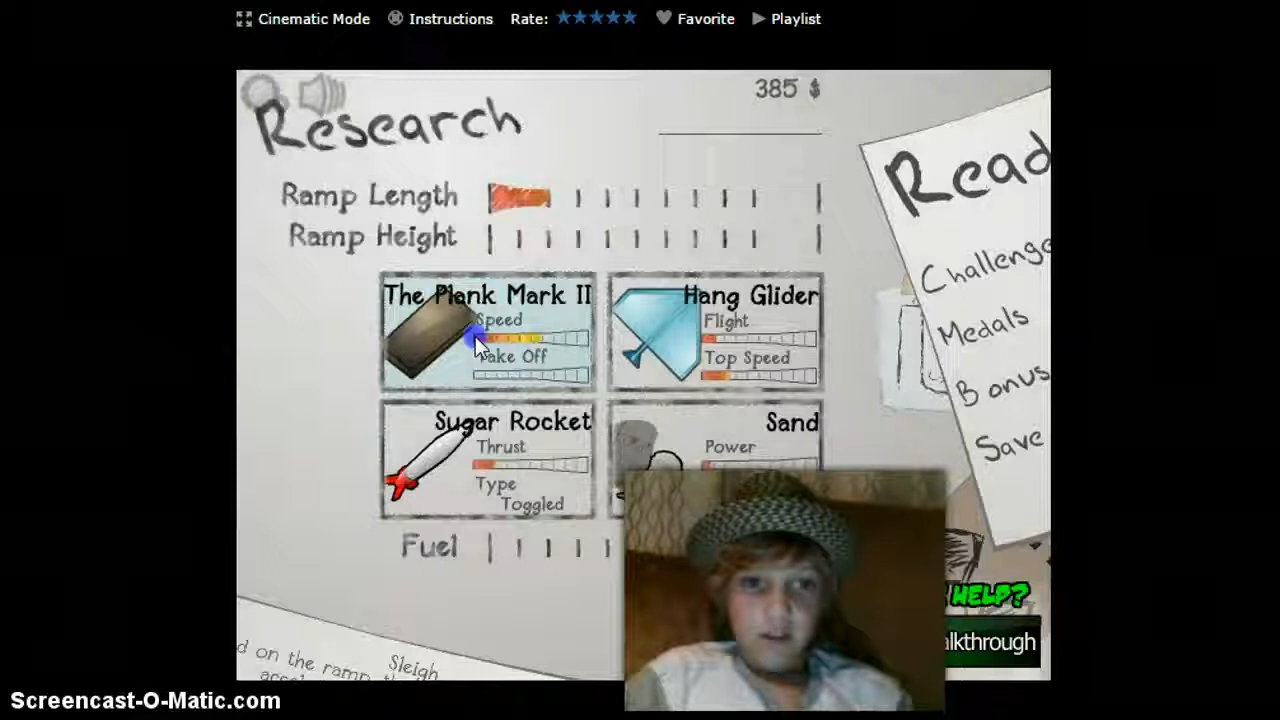 Cinematic Mode Instructions Rate: Favorite Playlist
385 $
Research
Read
Ramp Length
Ramp Height
Challenge
Medals
Bonus
Save
The Plank Mark II
Speed
Take Off
Hang Glider
Flight
Top Speed
Sugar Rocket
Thrust
Type
Toggled
Sand
Power
Fuel
HELP?
alkthrough
d on the ramp, th
Sleigh
Screencast-O-Matic.com